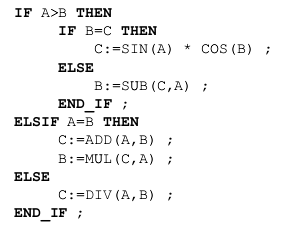 IF A>B THEN
IF B=C THEN
C:=SIN(A) * COS(B) ;
ELSE
B:=SUB(C,A) ;
END_IF ;
ELSIF A=B THEN
C:=ADD(A,B) ;
B:=MUL(C,A) ;
ELSE
C:=DIV(A,B) ;
END_IF ;